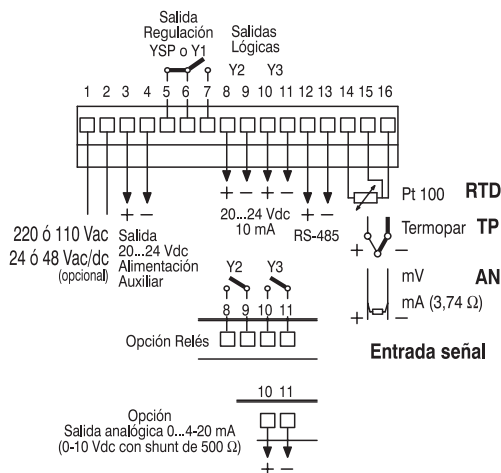 Salida
Regulación
YSP o Y1
Salidas
Lógicas
Y2 Y3
1 2 3 4 5 6 7 8 9 10 11 12 13 14 15 16
+ − + − + − + −
220 ó 110 Vac
24 ó 48 Vac/dc
(opcional)
Salida
20...24 Vdc
Alimentación
Auxiliar
20...24 Vdc
10 mA
RS-485
Pt 100 RTD
Termopar TP
+ −
mV AN
mA (3,74 Ω)
+ −
Entrada señal
Y2 Y3
8 9 10 11
Opción Relés
10 11
Opción
Salida analógica 0...4-20 mA
(0-10 Vdc con shunt de 500 Ω)
+ −